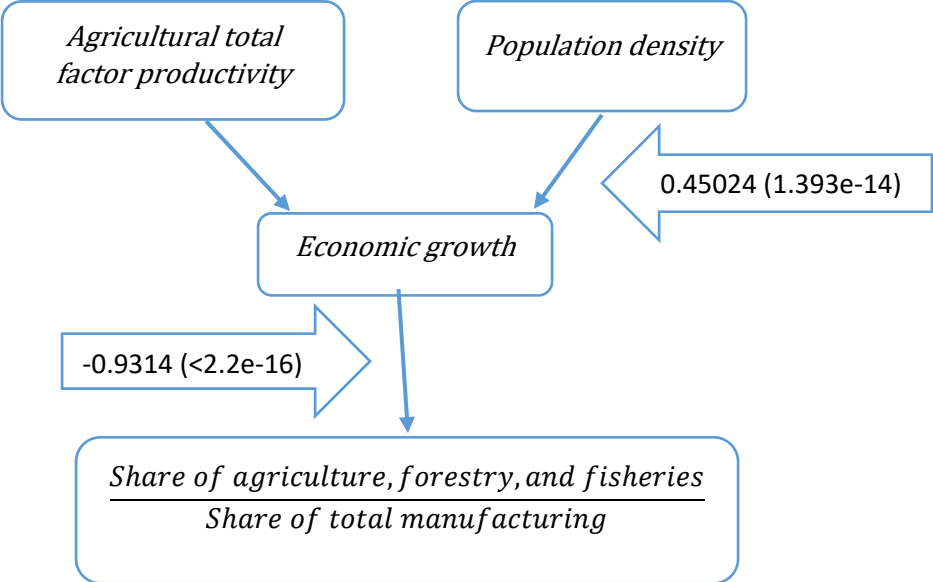 Agricultural total
factor productivity
Population density
0.45024 (1.393e-14)
Economic growth
-0.9314 (<2.2e-16)
Share of agriculture, forestry, and fisheries
Share of total manufacturing